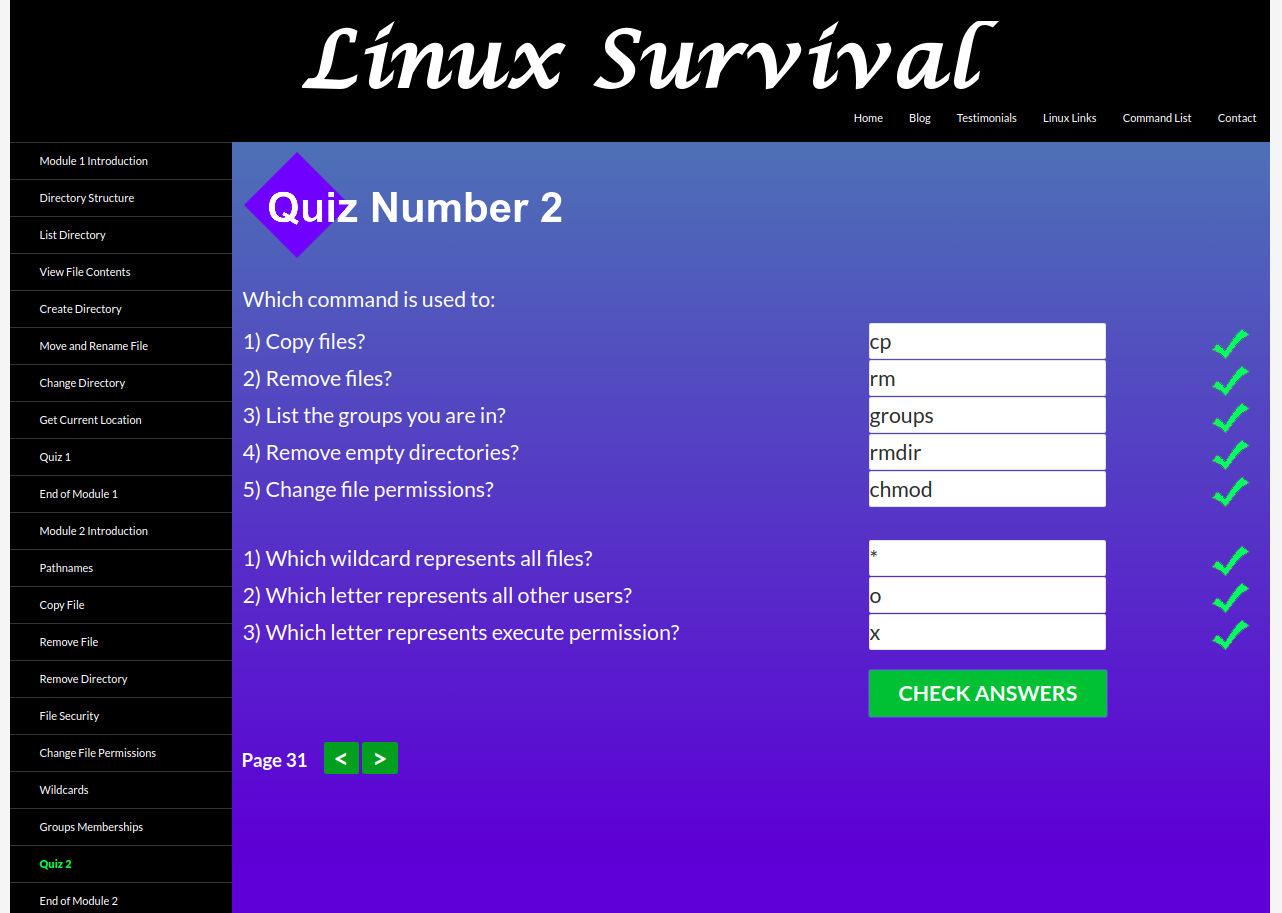 Linux Survival
Home Blog Testimonials Linux Links Command List Contact
Module 1 Introduction
Directory Structure
List Directory
View File Contents
Create Directory
Move and Rename File
Change Directory
Get Current Location
Quiz 1
End of Module 1
Module 2 Introduction
Pathnames
Copy File
Remove File
Remove Directory
File Security
Change File Permissions
Wildcards
Groups Memberships
Quiz 2
End of Module 2
Quiz Number 2
Which command is used to:
1) Copy files? cp
2) Remove files? rm
3) List the groups you are in? groups
4) Remove empty directories? rmdir
5) Change file permissions? chmod
1) Which wildcard represents all files? *
2) Which letter represents all other users? o
3) Which letter represents execute permission? x
CHECK ANSWERS
Page 31 < >